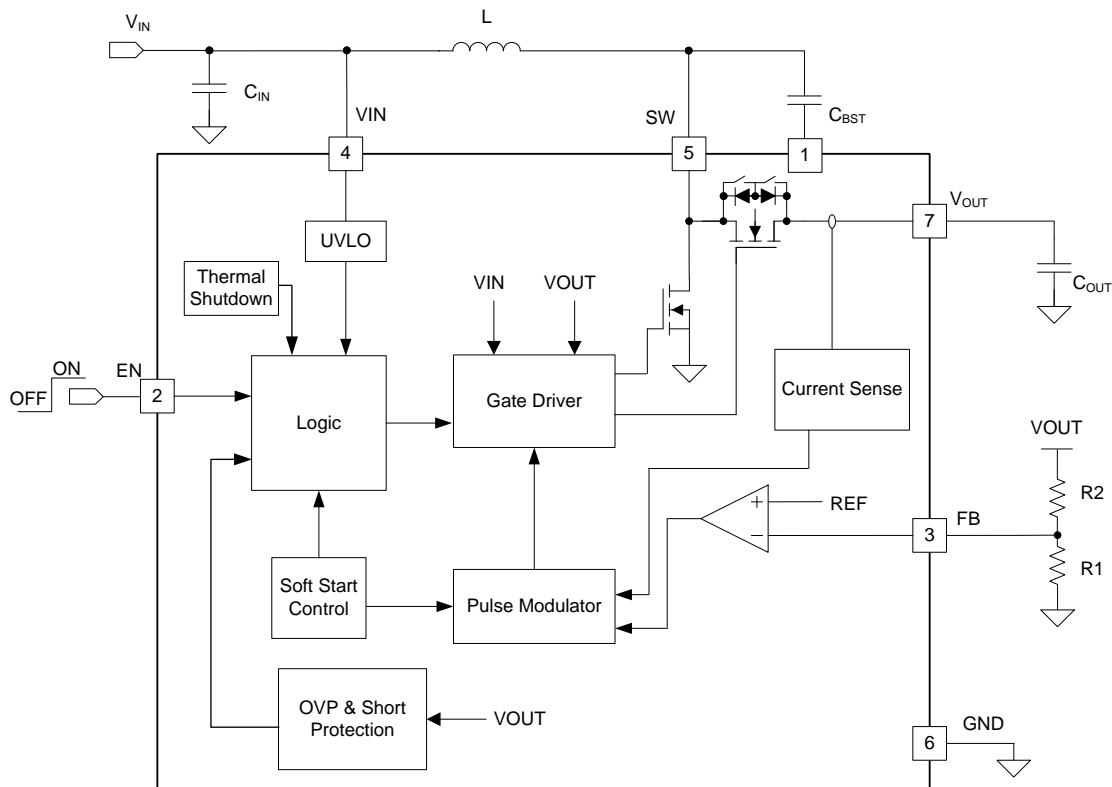 VIN
L
CIN
VIN
SW
CBST
4
5
1
VOUT
7
UVLO
Thermal
Shutdown
VIN
VOUT
COUT
ON
OFF
EN
2
Logic
Gate Driver
Current Sense
VOUT
R2
REF
+
−
FB
3
R1
Soft Start
Control
Pulse Modulator
OVP & Short
Protection
VOUT
GND
6